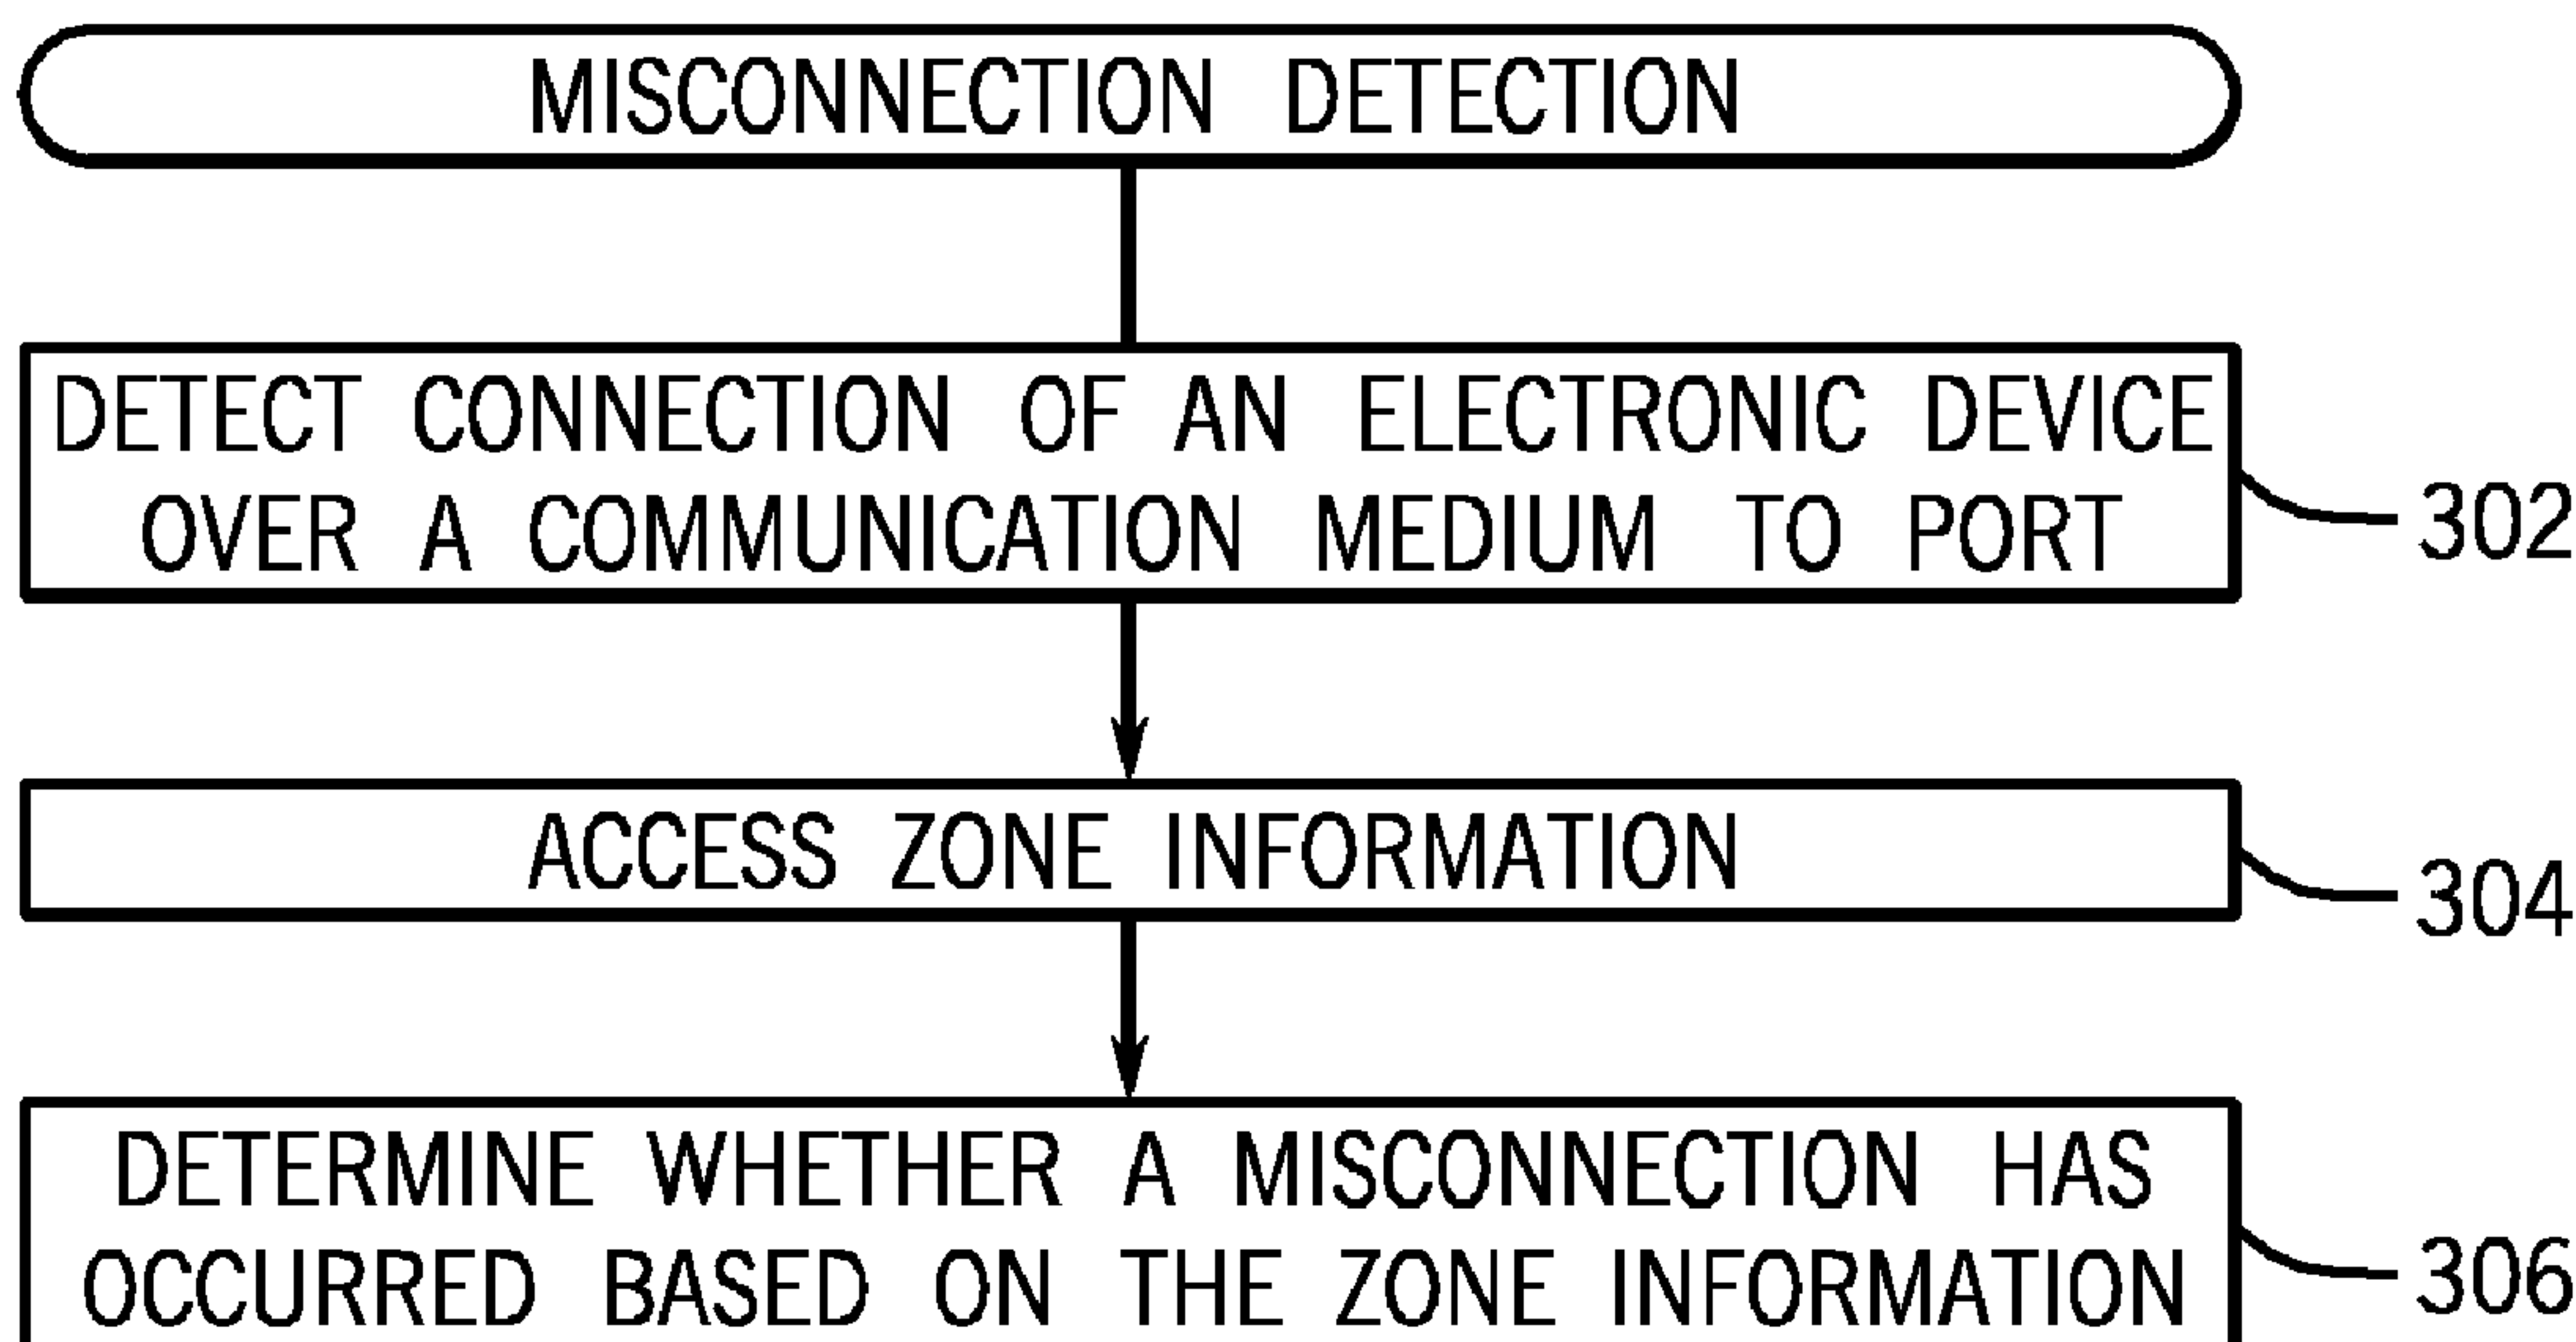 MISCONNECTION DETECTION
DETECT CONNECTION OF AN ELECTRONIC DEVICE
OVER A COMMUNICATION MEDIUM TO PORT
302
ACCESS ZONE INFORMATION
304
DETERMINE WHETHER A MISCONNECTION HAS
OCCURRED BASED ON THE ZONE INFORMATION
306